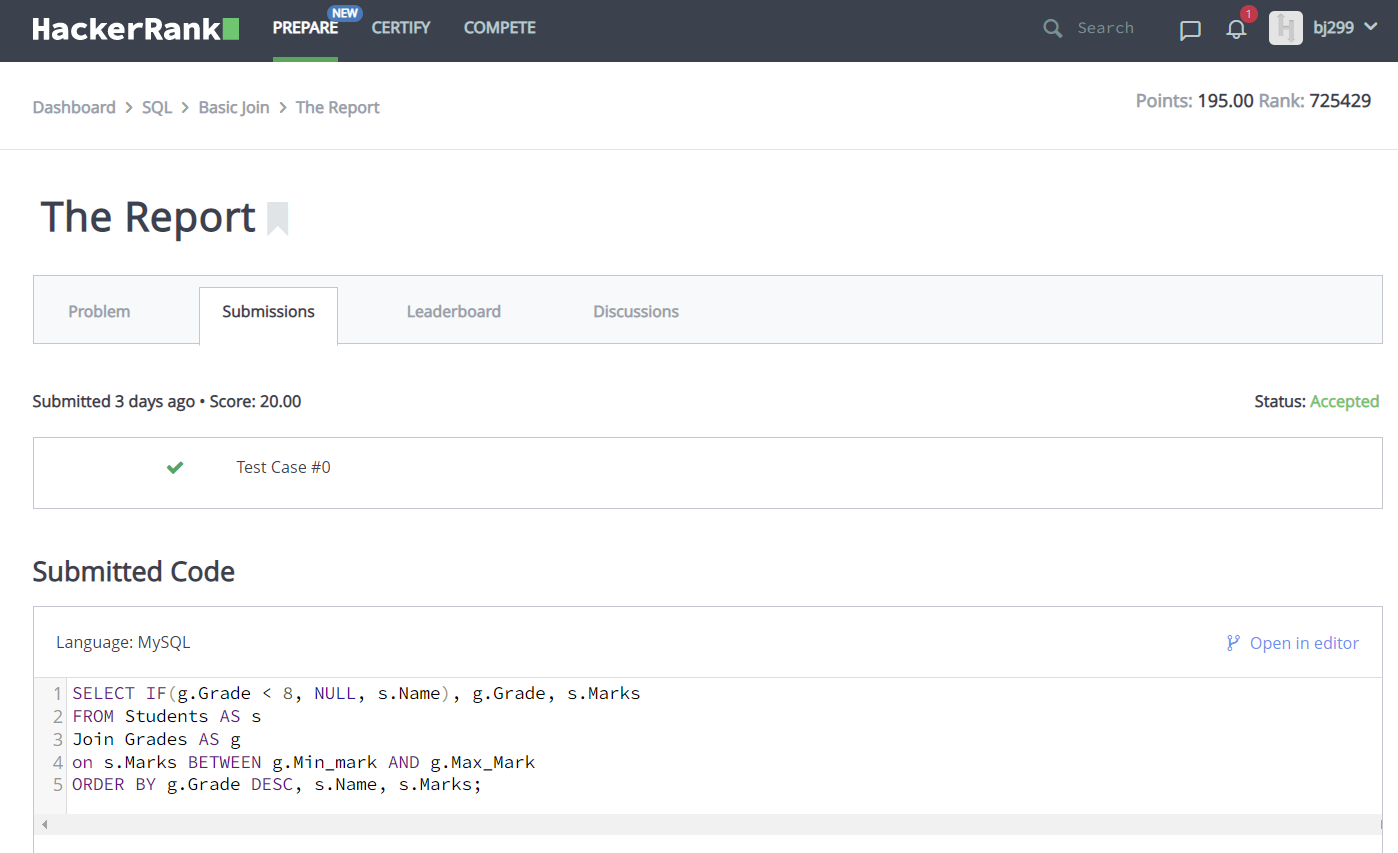 HackerRank PREPARE NEW CERTIFY COMPETE Search 1 H bj299
Dashboard > SQL > Basic Join > The Report Points: 195.00 Rank: 725429
The Report
Problem Submissions Leaderboard Discussions
Submitted 3 days ago • Score: 20.00 Status: Accepted
Test Case #0
Submitted Code
Language: MySQL Open in editor
1 SELECT IF(g.Grade < 8, NULL, s.Name), g.Grade, s.Marks
2 FROM Students AS s
3 Join Grades AS g
4 on s.Marks BETWEEN g.Min_mark AND g.Max_Mark
5 ORDER BY g.Grade DESC, s.Name, s.Marks;